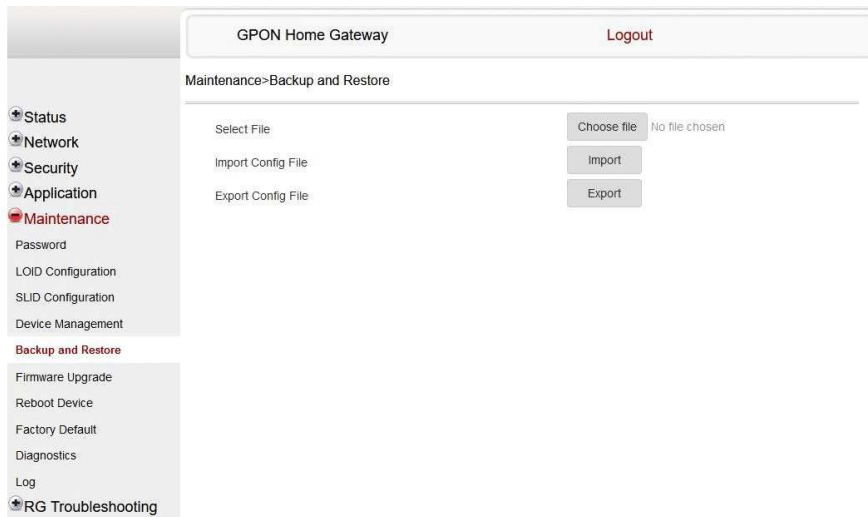 GPON Home Gateway Logout
Maintenance>Backup and Restore
Status
Network
Security
Application
Maintenance
Password
LOID Configuration
SLID Configuration
Device Management
Backup and Restore
Firmware Upgrade
Reboot Device
Factory Default
Diagnostics
Log
RG Troubleshooting
Select File Choose file No file chosen
Import Config File Import
Export Config File Export